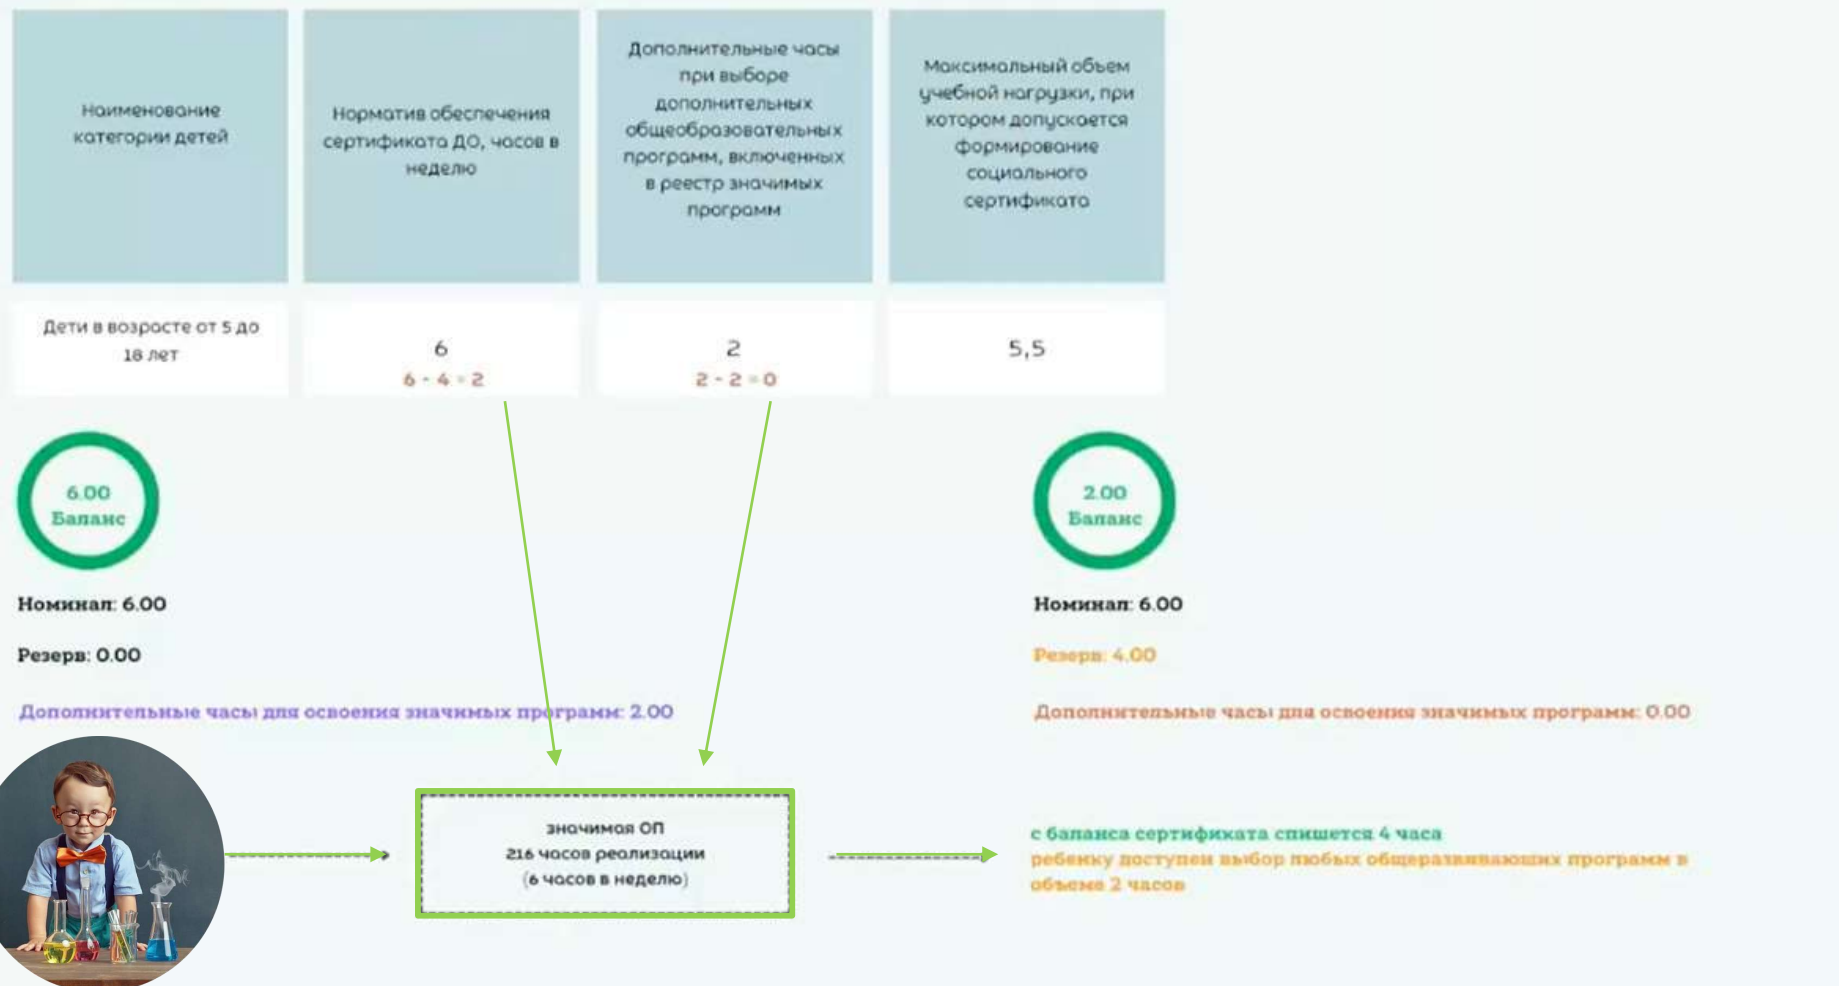 Наименование
категории детей
Норматив обеспечения
сертификата ДО, часов в
неделю
Дополнительные часы
при выборе
дополнительных
общеобразовательных
программ, включенных
в реестр значимых
программ
Максимальный объем
учебной нагрузки, при
котором допускается
формирование
социального
сертификата
Дети в возрасте от 5 до
18 лет
6
6 - 4 = 2
2
2 - 2 = 0
5,5
6.00
Баланс
Номинал: 6.00
Резерв: 0.00
Дополнительные часы для освоения значимых программ: 2.00
2.00
Баланс
Номинал: 6.00
Резерв: 4.00
Дополнительные часы для освоения значимых программ: 0.00
значимая ОП
216 часов реализации
(6 часов в неделю)
с баланса сертификата спишется 4 часа
ребенку доступен выбор любых общеразвивающих программ в
объеме 2 часов